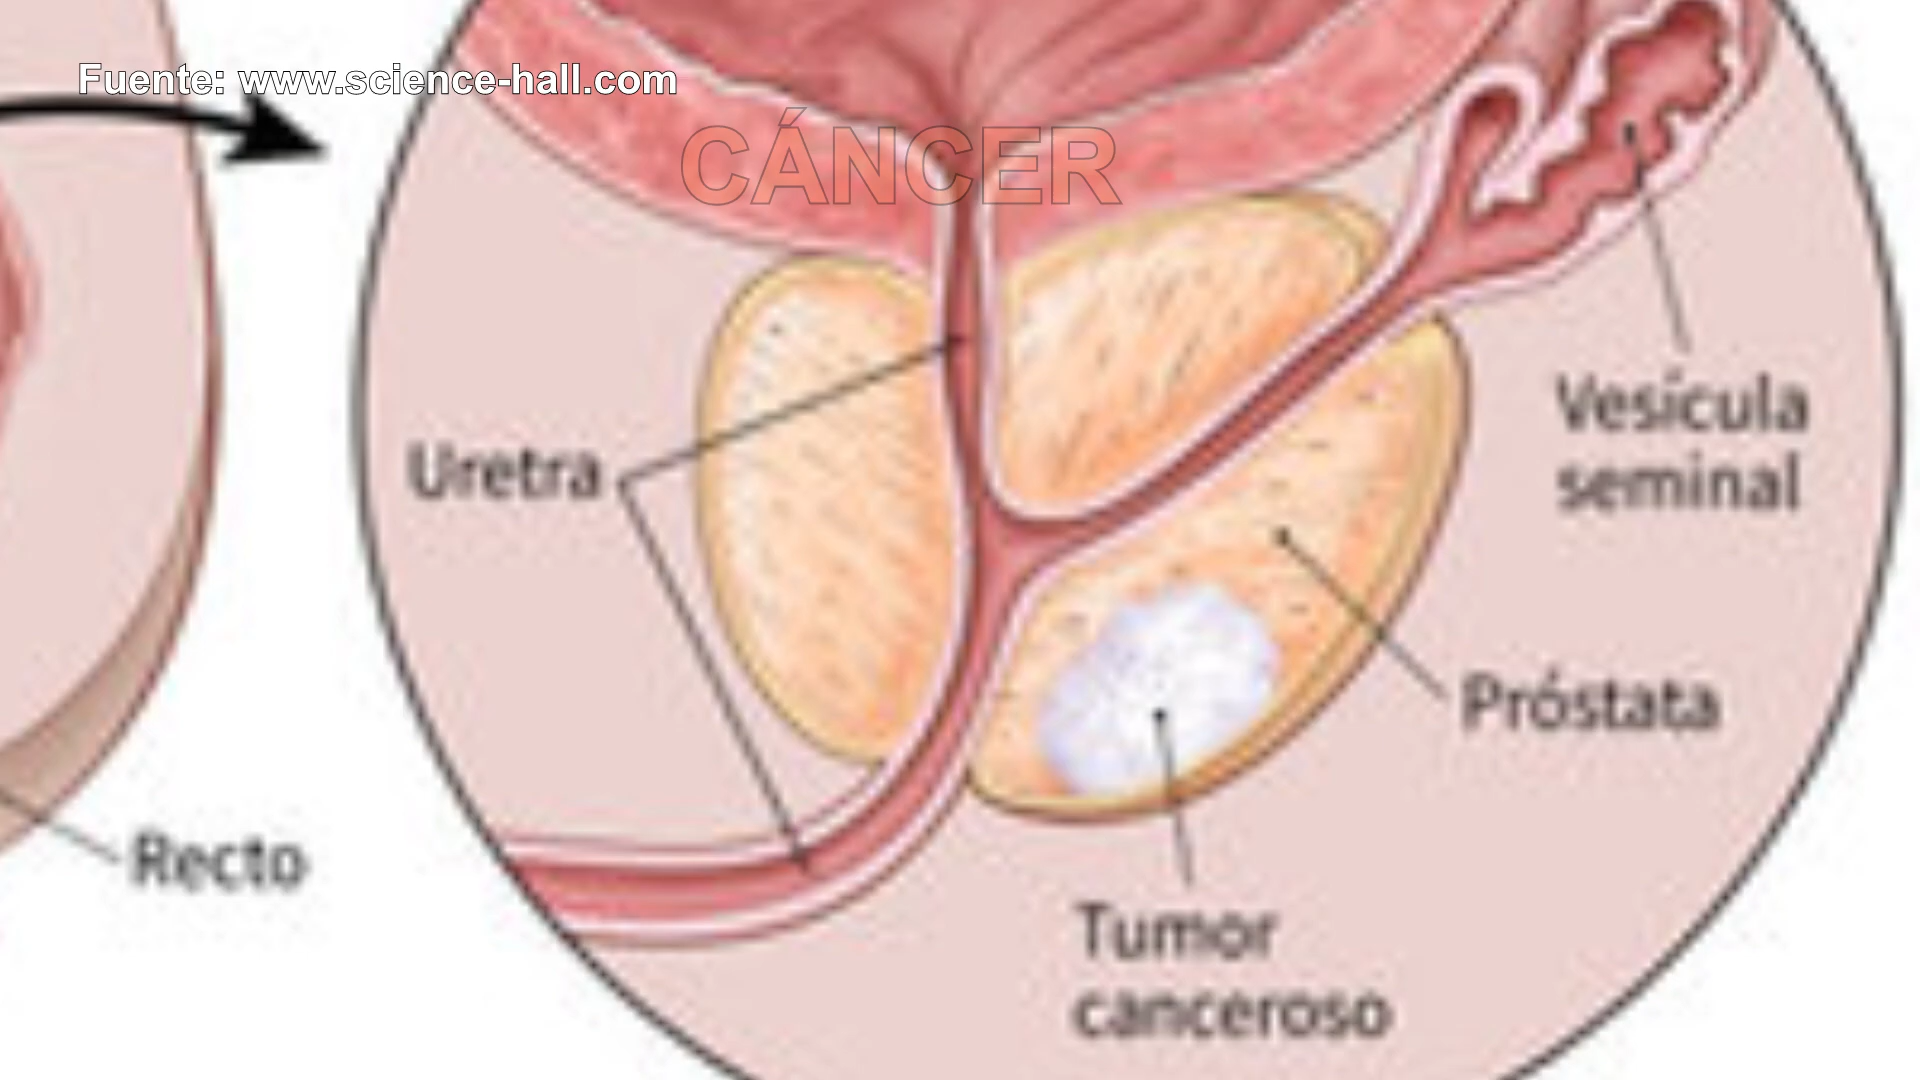 Fuente: www.science-hall.com
CÁNCER
Uretra
Vesícula
seminal
Próstata
Recto
Tumor
canceroso